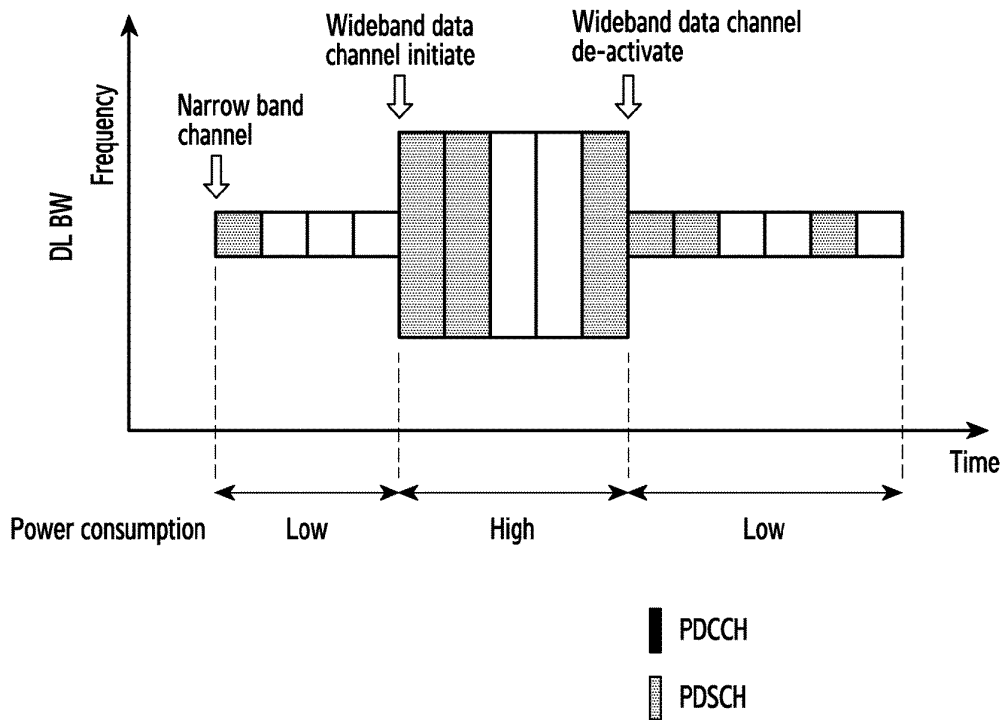 Wideband data
channel initiate
Wideband data channel
de-activate
Narrow band
channel
Frequency
DL BW
Time
Power consumption
Low
High
Low
PDCCH
PDSCH